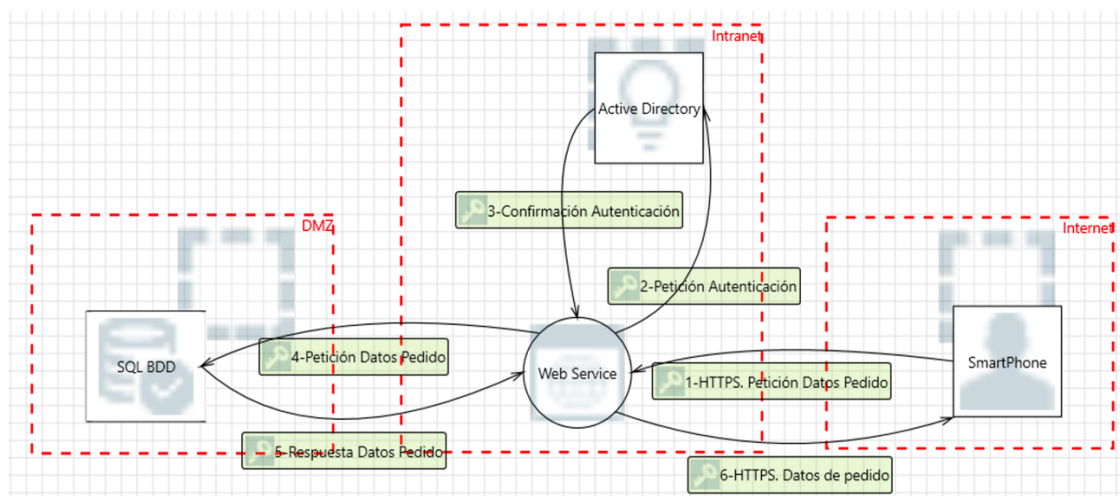 Intranet
Active Directory
3-Confirmación Autenticación
DMZ
Internet
2-Petición Autenticación
SQL BDD
4-Petición Datos Pedido
Web Service
1-HTTPS. Petición Datos Pedido
SmartPhone
5-Respuesta Datos Pedido
6-HTTPS. Datos de pedido